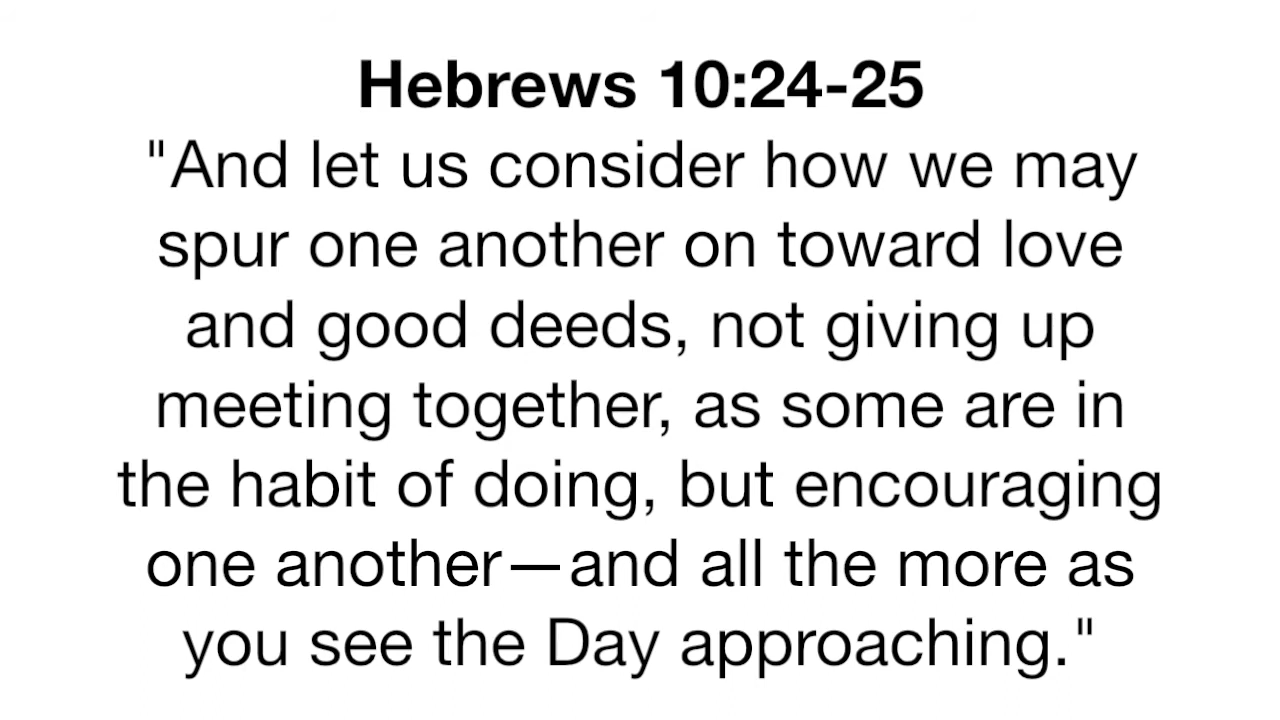 Hebrews 10:24-25
"And let us consider how we may
spur one another on toward love
and good deeds, not giving up
meeting together, as some are in
the habit of doing, but encouraging
one another—and all the more as
you see the Day approaching."